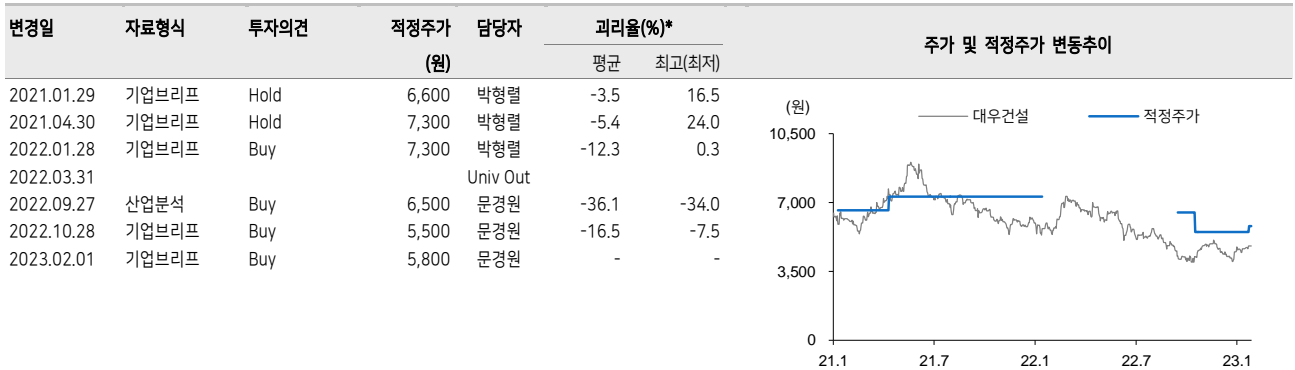 변경일 자료형식 투자의견 적정주가 담당자 괴리율(%)* 주가 및 적정주가 변동추이
(원) 평균 최고(최저)
2021.01.29 기업브리프 Hold 6,600 박형렬 -3.5 16.5
2021.04.30 기업브리프 Hold 7,300 박형렬 -5.4 24.0
2022.01.28 기업브리프 Buy 7,300 박형렬 -12.3 0.3
2022.03.31 Univ Out
2022.09.27 산업분석 Buy 6,500 문경원 -36.1 -34.0
2022.10.28 기업브리프 Buy 5,500 문경원 -16.5 -7.5
2023.02.01 기업브리프 Buy 5,800 문경원 - -
(원) 대우건설 적정주가
10,500
7,000
3,500
0
21.1 21.7 22.1 22.7 23.1